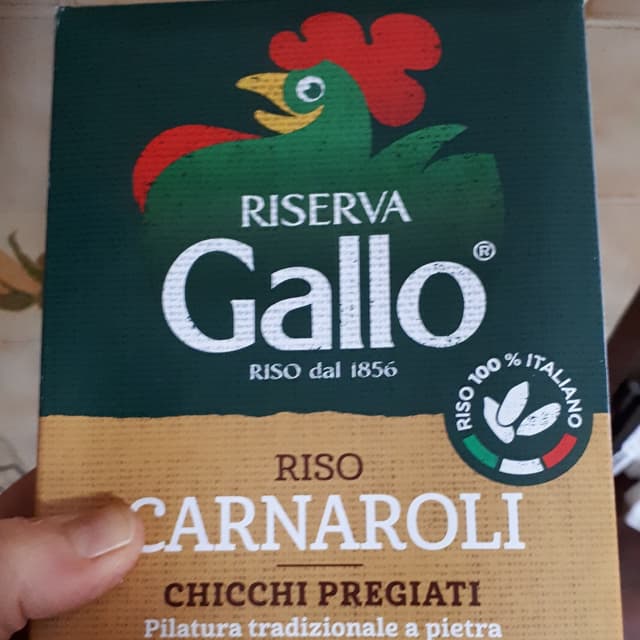 RISERVA
Gallo®
RISO dal 1856
RISO 100% ITALIANO
RISO
CARNAROLI
CHICCHI PREGIATI
Pilatura tradizionale a pietra